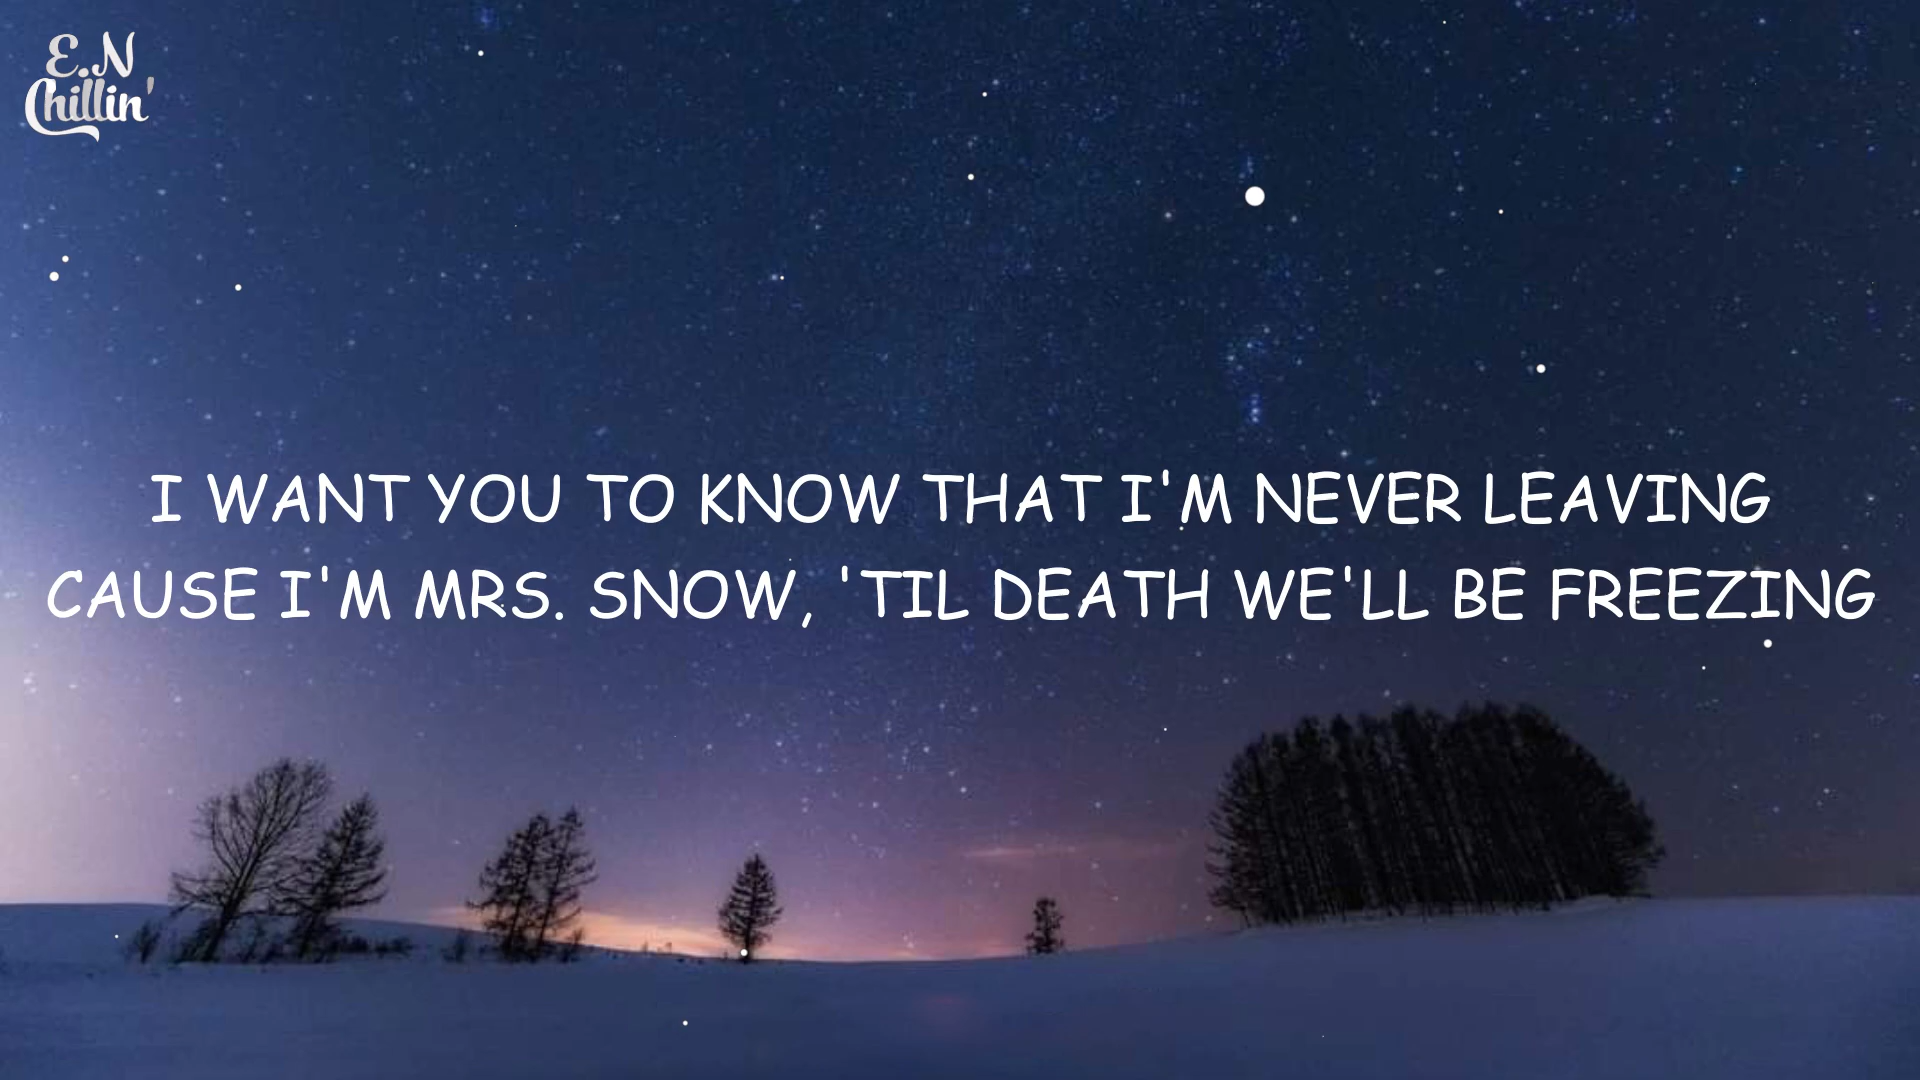 E.N
Chillin'
I WANT YOU TO KNOW THAT I'M NEVER LEAVING
CAUSE I'M MRS. SNOW, 'TIL DEATH WE'LL BE FREEZING